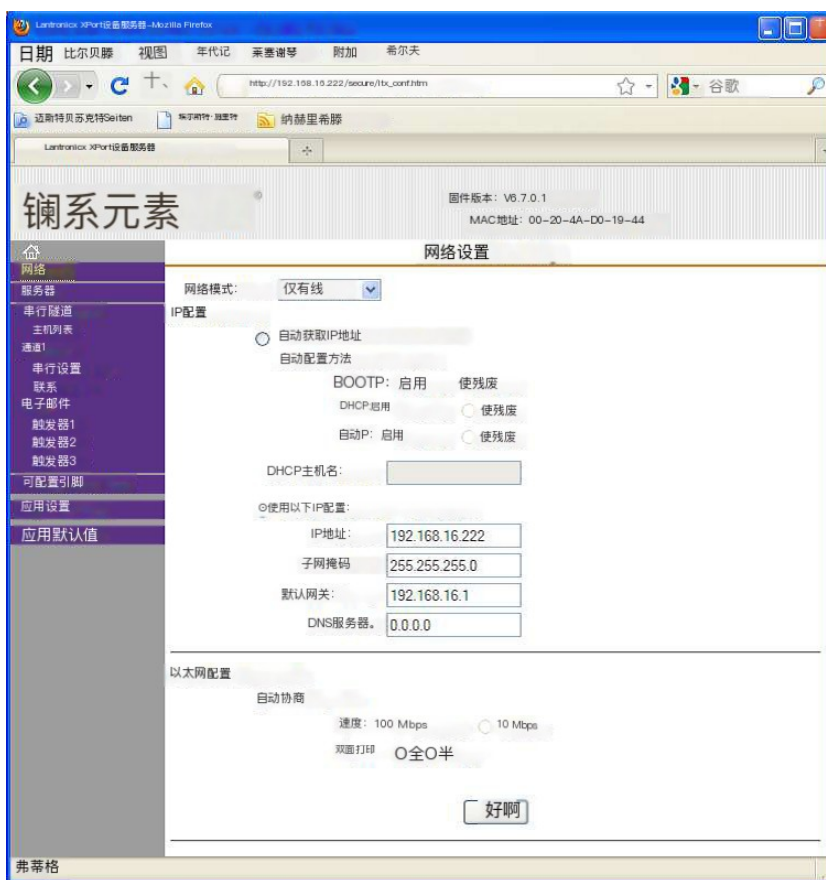 Lantronicx XPort设备服务器-Mozilla Firefox
日期 比尔贝滕 视图 年代记 莱塞谢琴 附加 希尔夫
十、 http://192.168.16.222/secure/ltx_conf.htm 谷歌
迈斯特贝苏克特Seiten 纳赫里希滕
Lantronicx XPort设备服务器
镧系元素 ®
固件版本：V6.7.0.1
MAC地址：00-20-4A-D0-19-44
网络设置
网络
服务器
串行隧道
主机列表
通道1
串行设置
联系
电子邮件
触发器1
触发器2
触发器3
可配置引脚
应用设置
应用默认值
网络模式： 仅有线
IP配置
自动获取IP地址
自动配置方法
BOOTP：启用 使残废
DHCP:启用 使残废
自动P：启用 使残废
DHCP主机名：
⊙使用以下IP配置：
IP地址： 192.168.16.222
子网掩码 255.255.255.0
默认网关： 192.168.16.1
DNS服务器。 0.0.0.0
以太网配置
自动协商
速度：100 Mbps 10 Mbps
双面打印 O全O半
好啊
弗蒂格